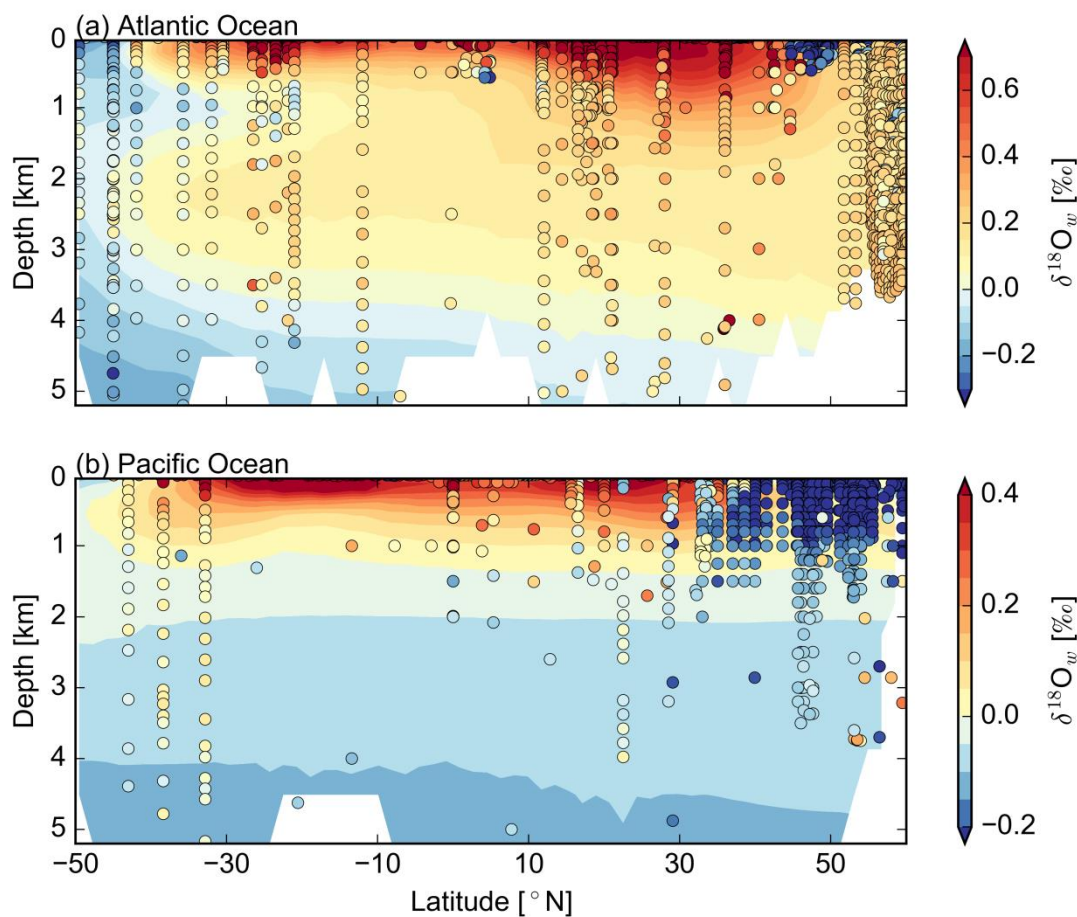 (a) Atlantic Ocean
0
1
2
3
4
5
Depth [km]
0.6
0.4
0.2
0.0
−0.2
δ¹⁸O_w [‰]
(b) Pacific Ocean
0
1
2
3
4
5
Depth [km]
0.4
0.2
0.0
−0.2
δ¹⁸O_w [‰]
−50 −30 −10 10 30 50
Latitude [°N]